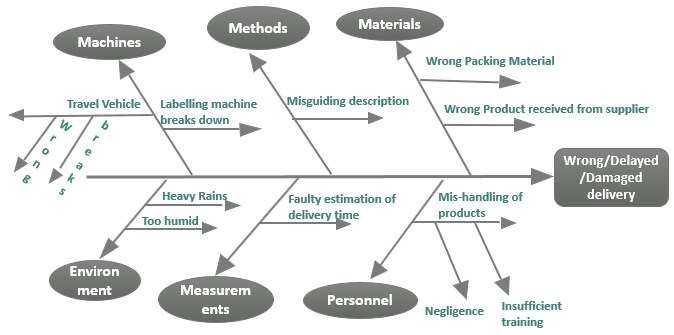 Machines
Methods
Materials
Wrong Packing Material
Travel Vehicle
Labelling machine
breaks down
Misguiding description
Wrong Product received from supplier
Wrong
breaks
Wrong/Delayed
/Damaged
delivery
Heavy Rains
Too humid
Faulty estimation of
delivery time
Mis-handling of
products
Environ
ment
Measurem
ents
Personnel
Negligence
Insufficient
training